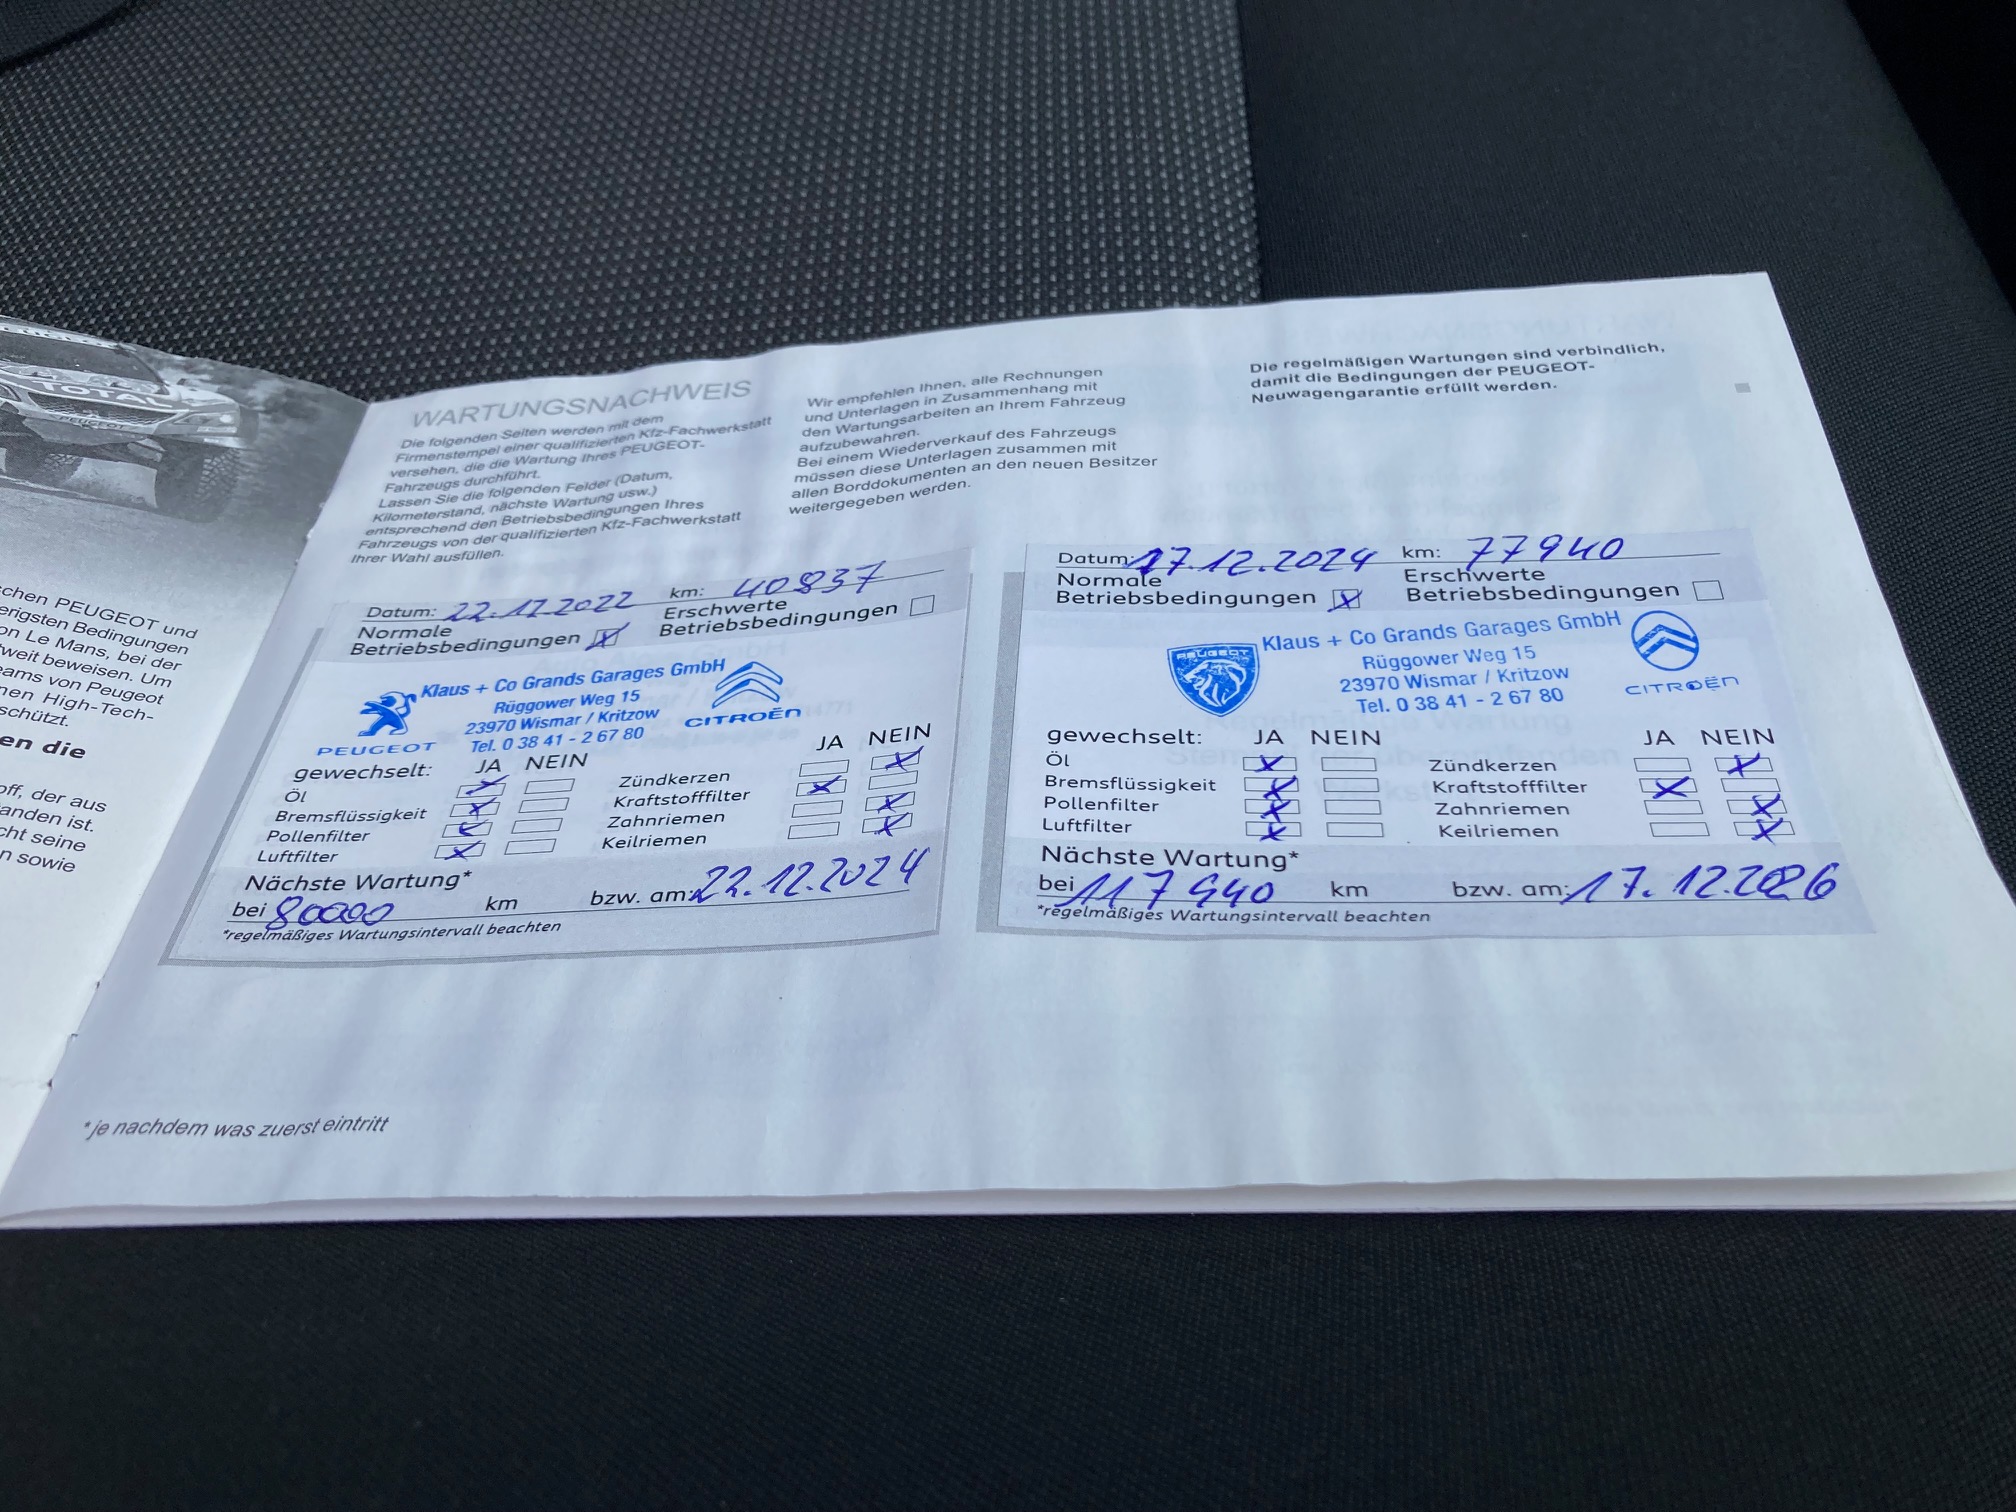 TOTAL
PEUGEOT
chen PEUGEOT und
erigsten Bedingungen
on Le Mans, bei der
weit beweisen. Um
eams von Peugeot
nen High-Tech-
schützt.
en die
off, der aus
anden ist.
cht seine
n sowie
WARTUNGSNACHWEIS
Die folgenden Seiten werden mit dem
Firmenstempel einer qualifizierten Kfz-Fachwerkstatt
versehen, die die Wartung Ihres PEUGEOT-
Fahrzeugs durchführt.
Lassen Sie die folgenden Felder (Datum,
Kilometerstand, nächste Wartung usw.)
entsprechend den Betriebsbedingungen Ihres
Fahrzeugs von der qualifizierten Kfz-Fachwerkstatt
Ihrer Wahl ausfüllen.
Wir empfehlen Ihnen, alle Rechnungen
und Unterlagen in Zusammenhang mit
den Wartungsarbeiten an Ihrem Fahrzeug
aufzubewahren.
Bei einem Wiederverkauf des Fahrzeugs
müssen diese Unterlagen zusammen mit
allen Borddokumenten an den neuen Besitzer
weitergegeben werden.
Die regelmäßigen Wartungen sind verbindlich,
damit die Bedingungen der PEUGEOT-
Neuwagengarantie erfüllt werden.
Datum: 22.12.2022 km: 40837
Normale Erschwerte
Betriebsbedingungen X Betriebsbedingungen
Klaus + Co Grands Garages GmbH
Rüggower Weg 15
23970 Wismar / Kritzow
Tel. 0 38 41 - 2 67 80
PEUGEOT
CITROËN
gewechselt: JA NEIN JA NEIN
Öl X Zündkerzen X
Bremsflüssigkeit X Kraftstofffilter X
Pollenfilter X Zahnriemen X
Luftfilter X Keilriemen X
Nächste Wartung*
bei 80000 km bzw. am: 22.12.2024
*regelmäßiges Wartungsintervall beachten
Datum: 17.12.2024 km: 77940
Normale Erschwerte
Betriebsbedingungen X Betriebsbedingungen
PEUGEOT
Klaus + Co Grands Garages GmbH
Rüggower Weg 15
23970 Wismar / Kritzow
Tel. 0 38 41 - 2 67 80
CITROËN
gewechselt: JA NEIN JA NEIN
Öl X Zündkerzen X
Bremsflüssigkeit X Kraftstofffilter X
Pollenfilter X Zahnriemen X
Luftfilter X Keilriemen X
Nächste Wartung*
bei 117940 km bzw. am: 17.12.2026
*regelmäßiges Wartungsintervall beachten
*je nachdem was zuerst eintritt